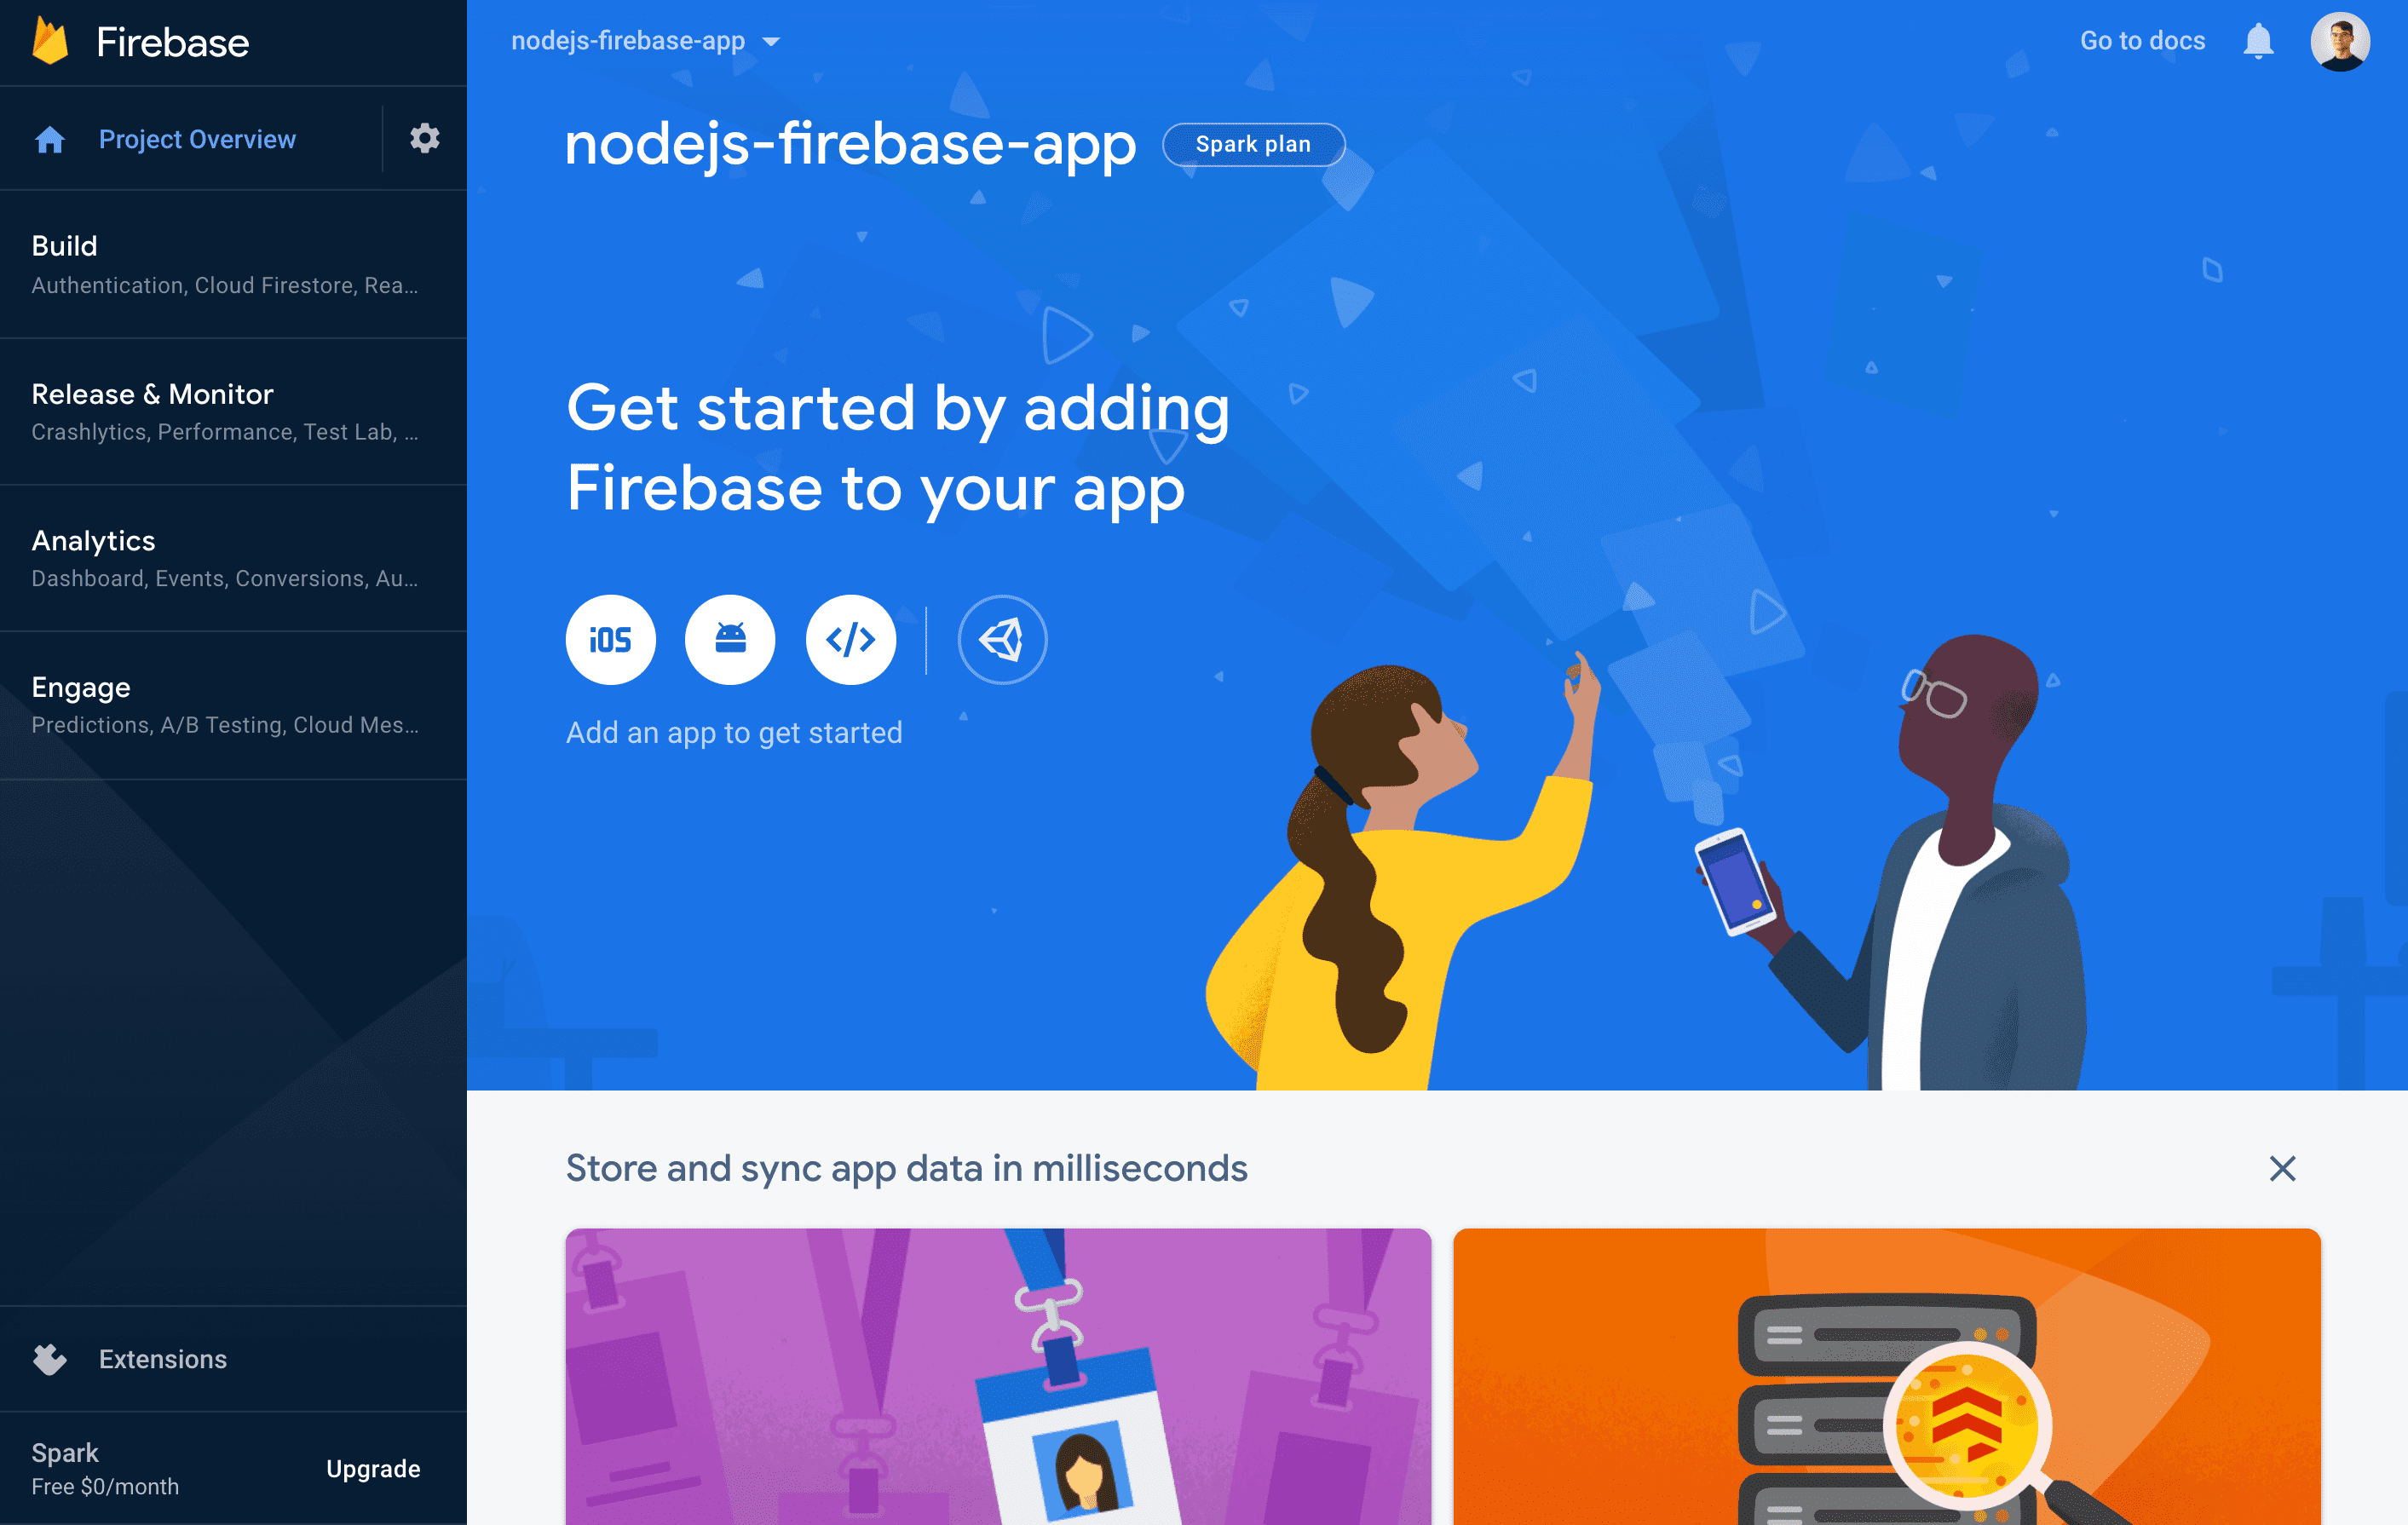 Firebase
Project Overview
Build
Authentication, Cloud Firestore, Rea...
Release & Monitor
Crashlytics, Performance, Test Lab, ...
Analytics
Dashboard, Events, Conversions, Au...
Engage
Predictions, A/B Testing, Cloud Mes...
Extensions
Spark
Free $0/month
Upgrade
nodejs-firebase-app
Go to docs
nodejs-firebase-app
Spark plan
Get started by adding
Firebase to your app
iOS
</>
Add an app to get started
Store and sync app data in milliseconds